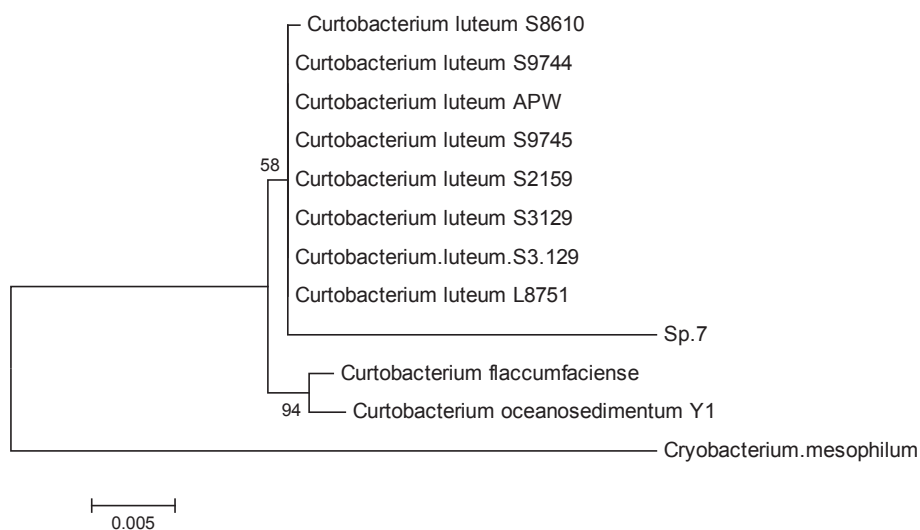 Curtobacterium luteum S8610
Curtobacterium luteum S9744
Curtobacterium luteum APW
Curtobacterium luteum S9745
58
Curtobacterium luteum S2159
Curtobacterium luteum S3129
Curtobacterium.luteum.S3.129
Curtobacterium luteum L8751
Sp.7
Curtobacterium flaccumfaciense
94
Curtobacterium oceanosedimentum Y1
Cryobacterium.mesophilum
0.005